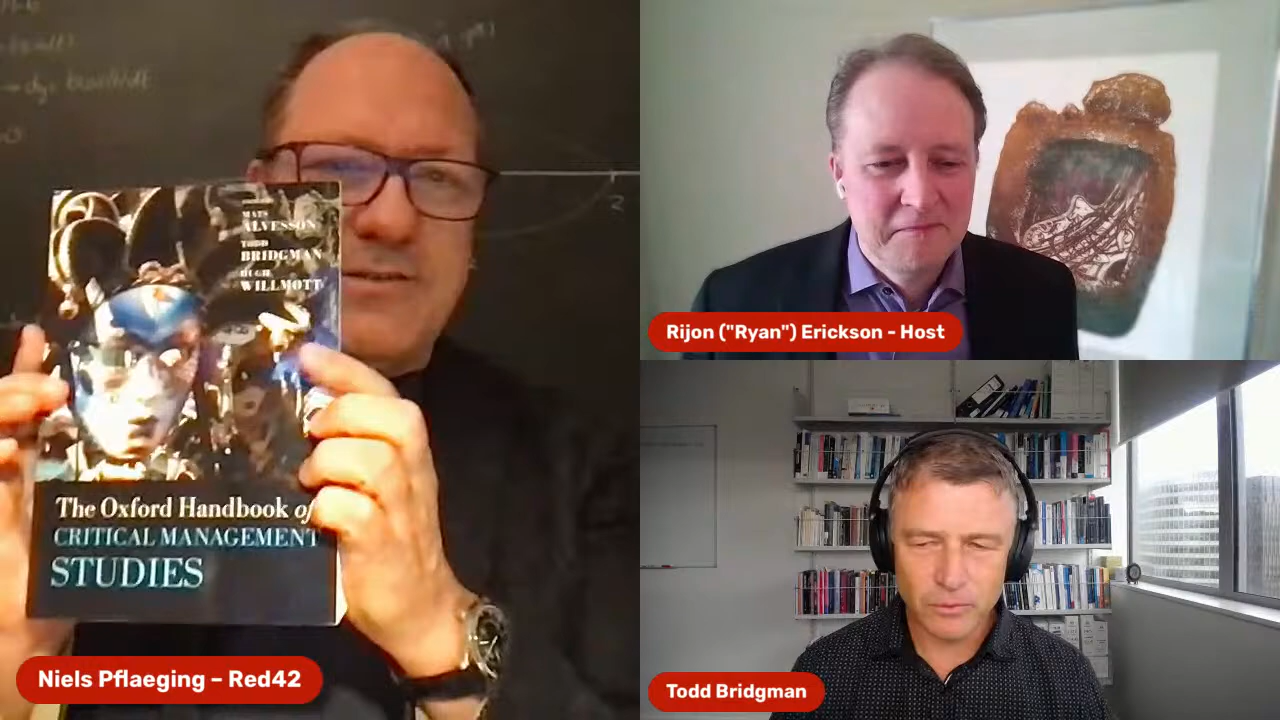 MATS
ALVESSON
TODD
BRIDGMAN
HUGH
WILLMOTT
The Oxford Handbook of
CRITICAL MANAGEMENT
STUDIES
Niels Pflaeging – Red42
Rijon ("Ryan") Erickson - Host
Todd Bridgman
2